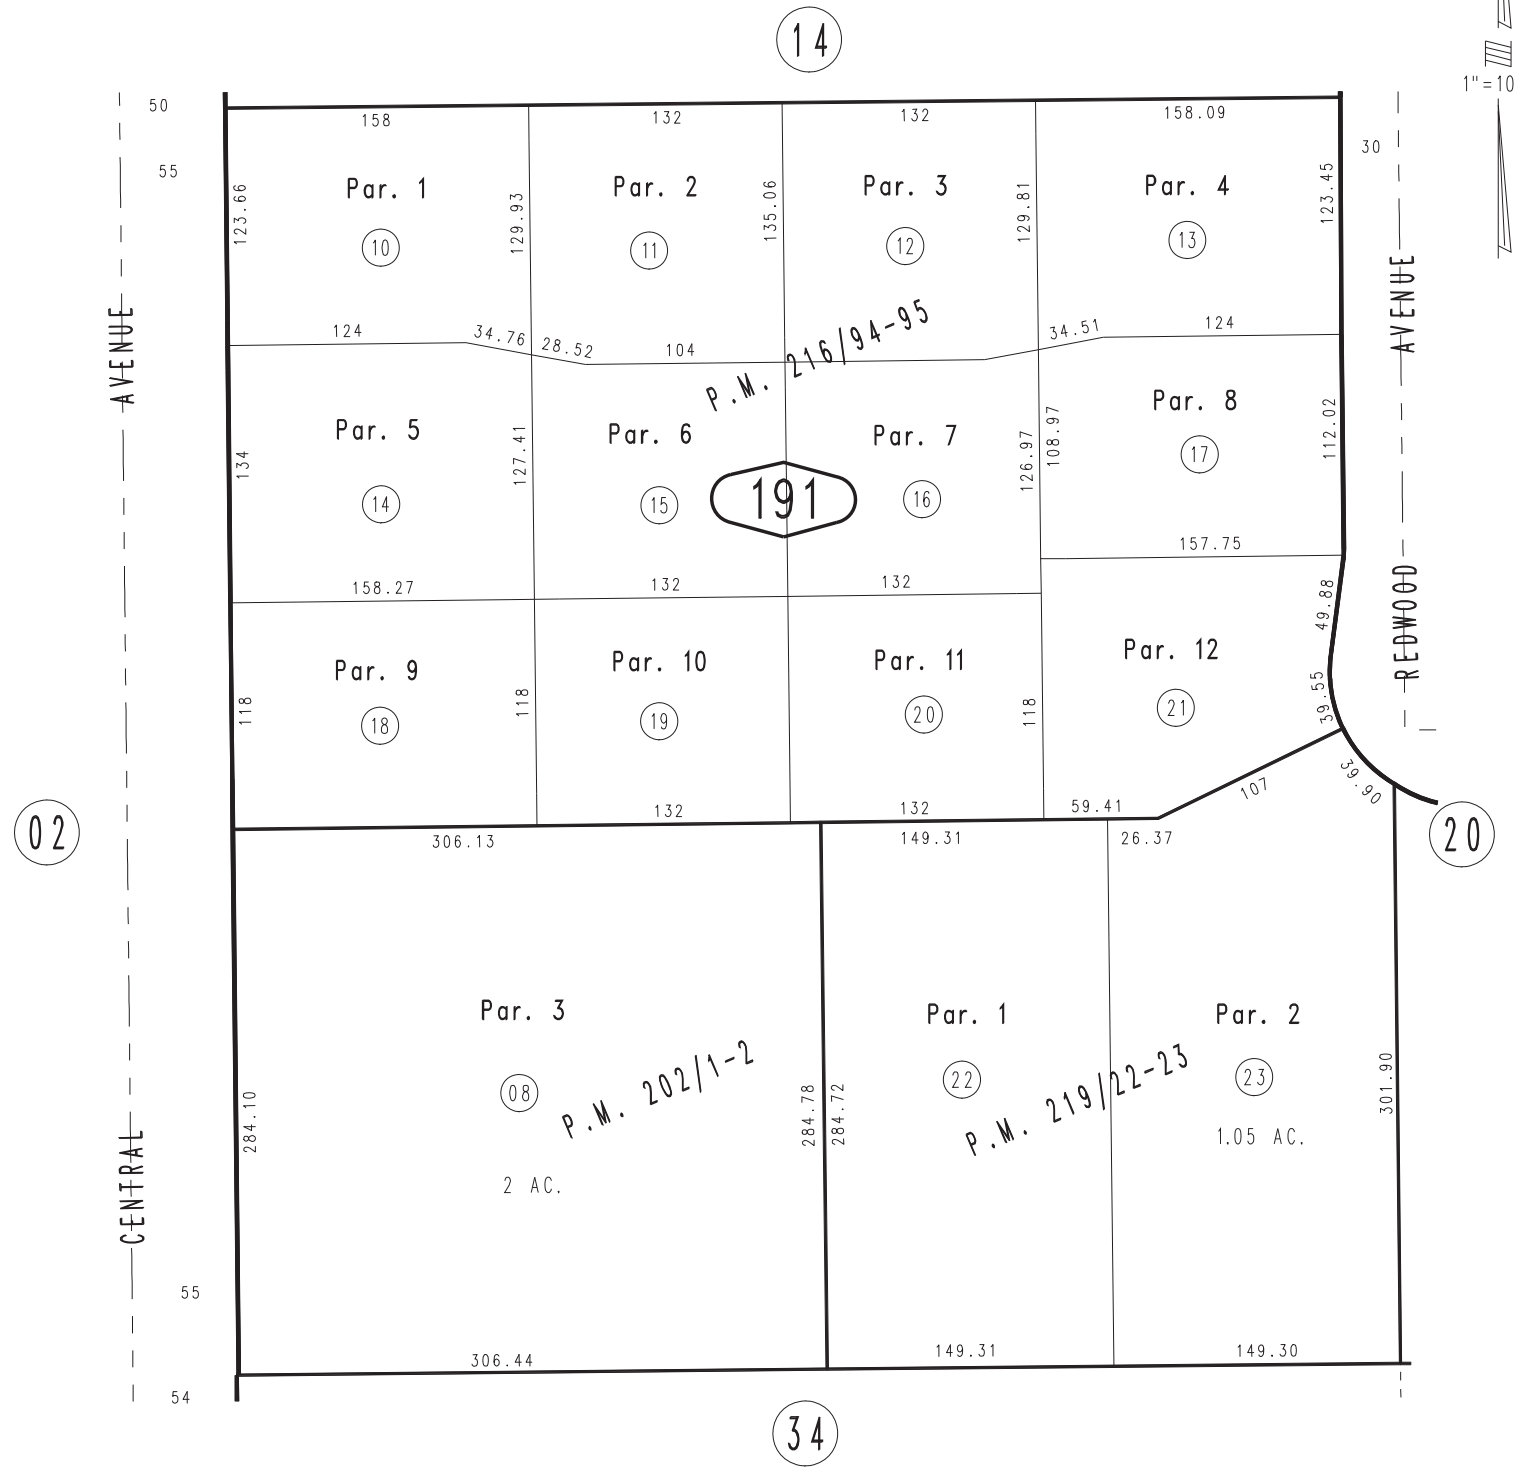 14
1"=10
50
158
132
132
158.09
55
30
123.66
Par. 1
10
129.93
Par. 2
11
135.06
Par. 3
12
129.81
Par. 4
13
123.45
AVENUE
AVENUE
124
34.76
28.52
104
P.M. 216/94-95
34.51
124
134
Par. 5
14
127.41
Par. 6
15
191
Par. 7
16
126.97
108.97
Par. 8
17
112.02
157.75
158.27
132
132
REDWOOD
49.88
39.55
118
Par. 9
18
118
Par. 10
19
Par. 11
20
118
Par. 12
21
107
39.90
132
132
59.41
02
306.13
149.31
26.37
20
Par. 3
08
P.M. 202/1-2
2 AC.
284.10
284.78
284.72
Par. 1
22
P.M. 219/22-23
Par. 2
23
1.05 AC.
301.90
CENTRAL
55
306.44
149.31
149.30
54
34